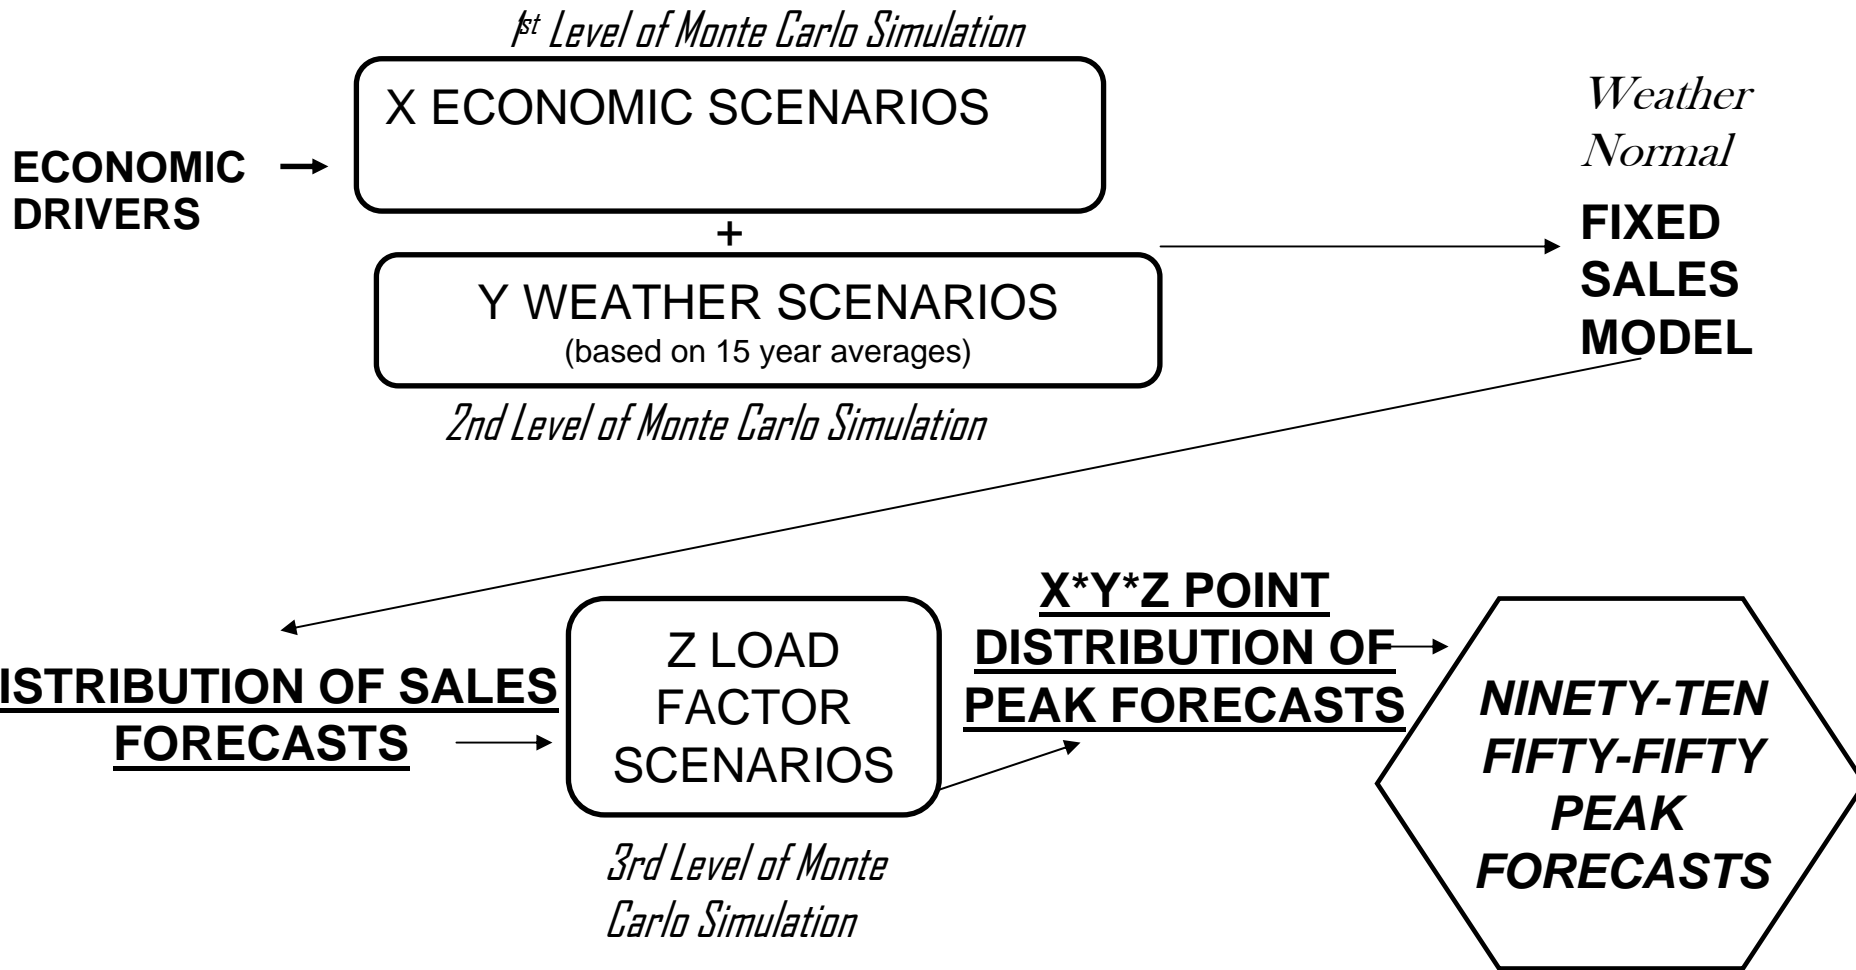 1st Level of Monte Carlo Simulation
X ECONOMIC SCENARIOS
ECONOMIC
DRIVERS
+
Y WEATHER SCENARIOS
(based on 15 year averages)
2nd Level of Monte Carlo Simulation
Weather
Normal
FIXED
SALES
MODEL
ISTRIBUTION OF SALES
FORECASTS
Z LOAD
FACTOR
SCENARIOS
3rd Level of Monte
Carlo Simulation
X*Y*Z POINT
DISTRIBUTION OF
PEAK FORECASTS
NINETY-TEN
FIFTY-FIFTY
PEAK
FORECASTS